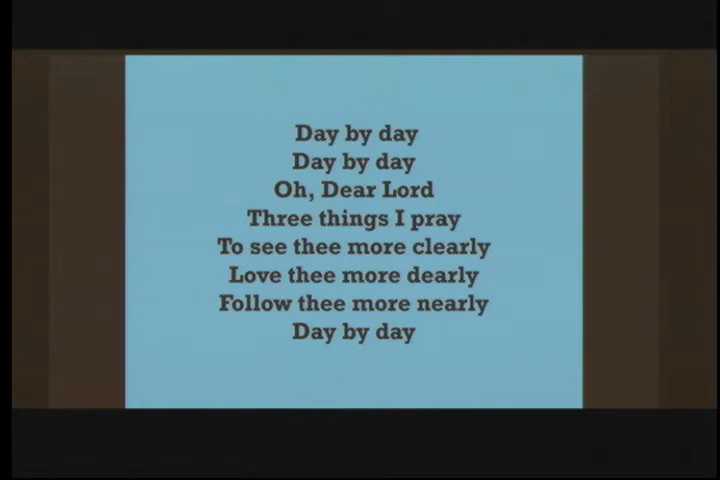 Day by day
Day by day
Oh, Dear Lord
Three things I pray
To see thee more clearly
Love thee more dearly
Follow thee more nearly
Day by day